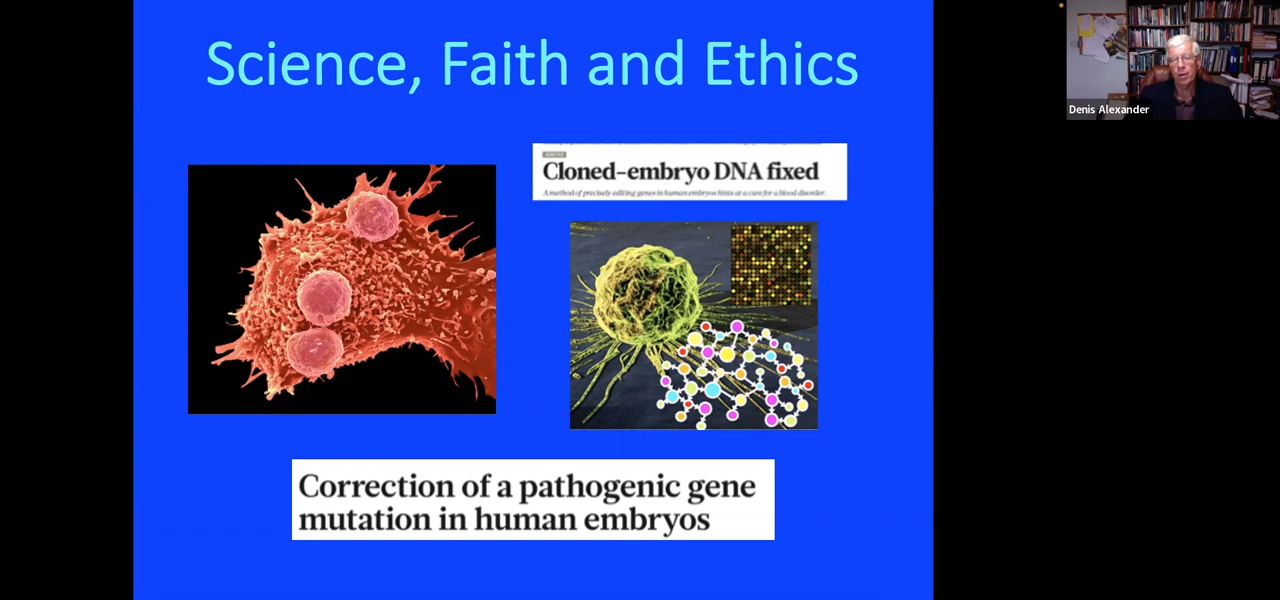 Science, Faith and Ethics
Denis Alexander
Cloned-embryo DNA fixed
A method of precisely editing genes in human embryos hints at a cure for a blood disorder.
Correction of a pathogenic gene
mutation in human embryos